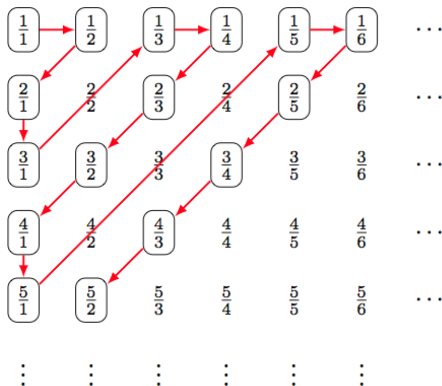 1/1 1/2 1/3 1/4 1/5 1/6 ⋯
2/1 2/2 2/3 2/4 2/5 2/6 ⋯
3/1 3/2 3/3 3/4 3/5 3/6 ⋯
4/1 4/2 4/3 4/4 4/5 4/6 ⋯
5/1 5/2 5/3 5/4 5/5 5/6 ⋯
⋮ ⋮ ⋮ ⋮ ⋮ ⋮